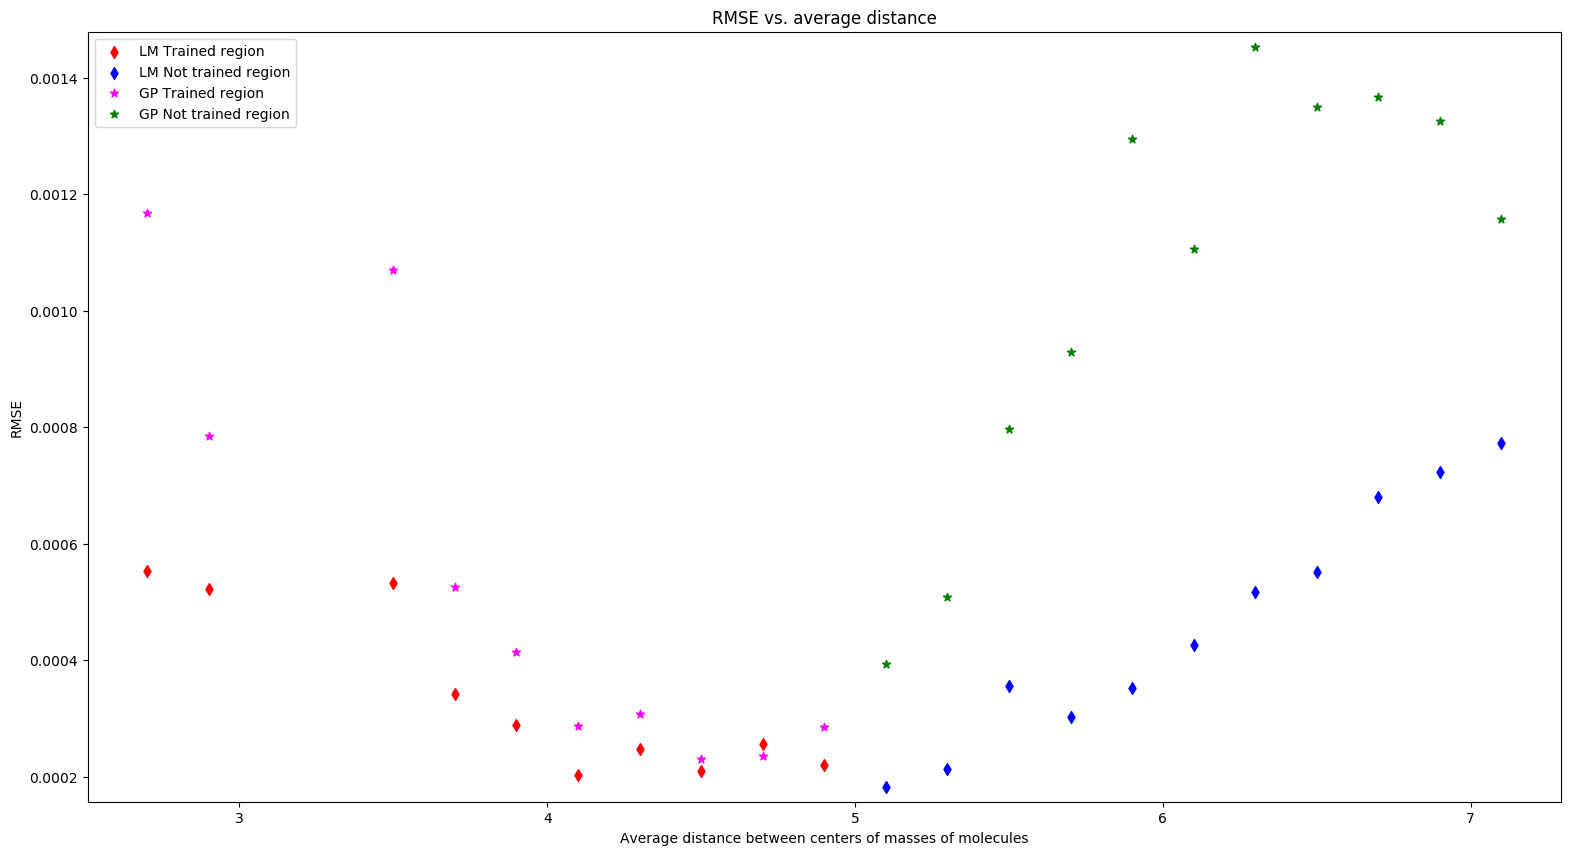 RMSE vs. average distance
LM Trained region
LM Not trained region
GP Trained region
GP Not trained region
0.0014
0.0012
0.0010
0.0008
0.0006
0.0004
0.0002
RMSE
3 4 5 6 7
Average distance between centers of masses of molecules